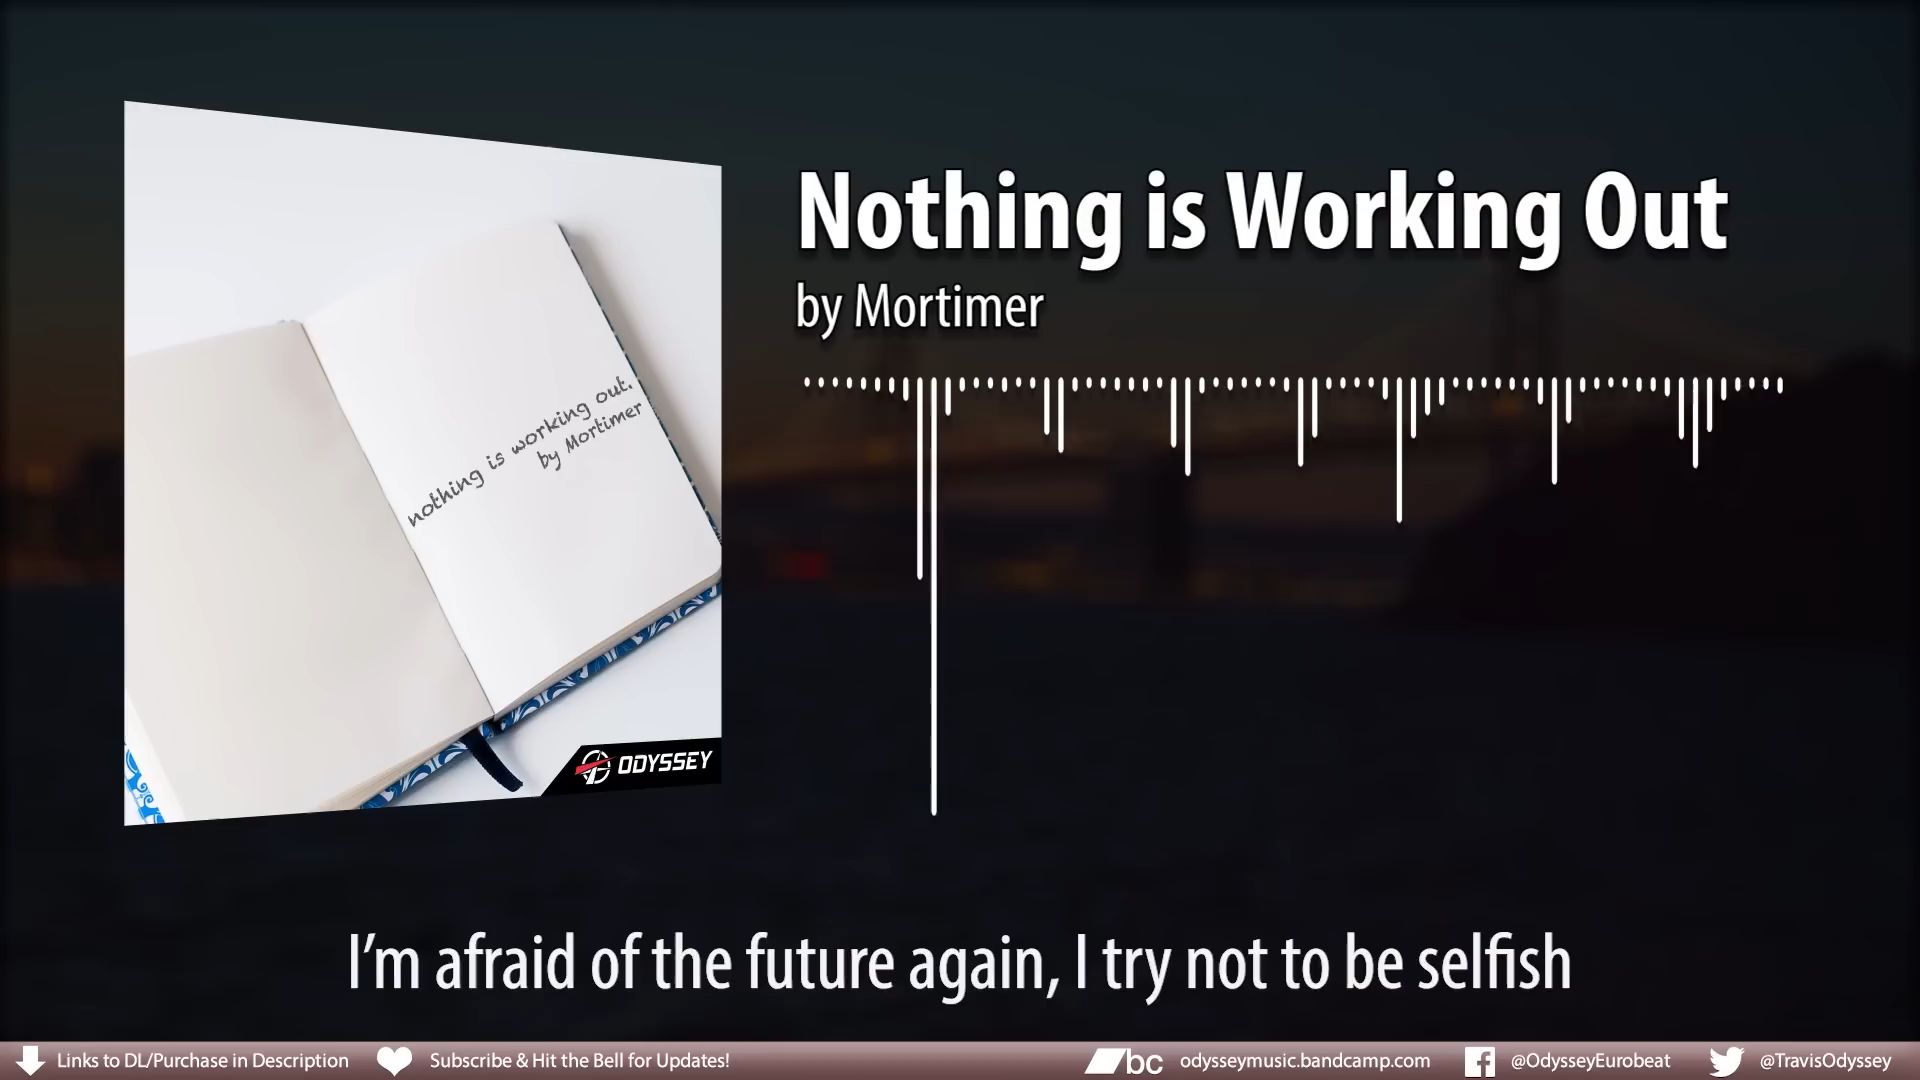 Nothing is Working Out
by Mortimer
nothing is working out.
by Mortimer
ODYSSEY
I'm afraid of the future again, I try not to be selfish
Links to DL/Purchase in Description
Subscribe & Hit the Bell for Updates!
bc
odysseymusic.bandcamp.com
@OdysseyEurobeat
@TravisOdyssey